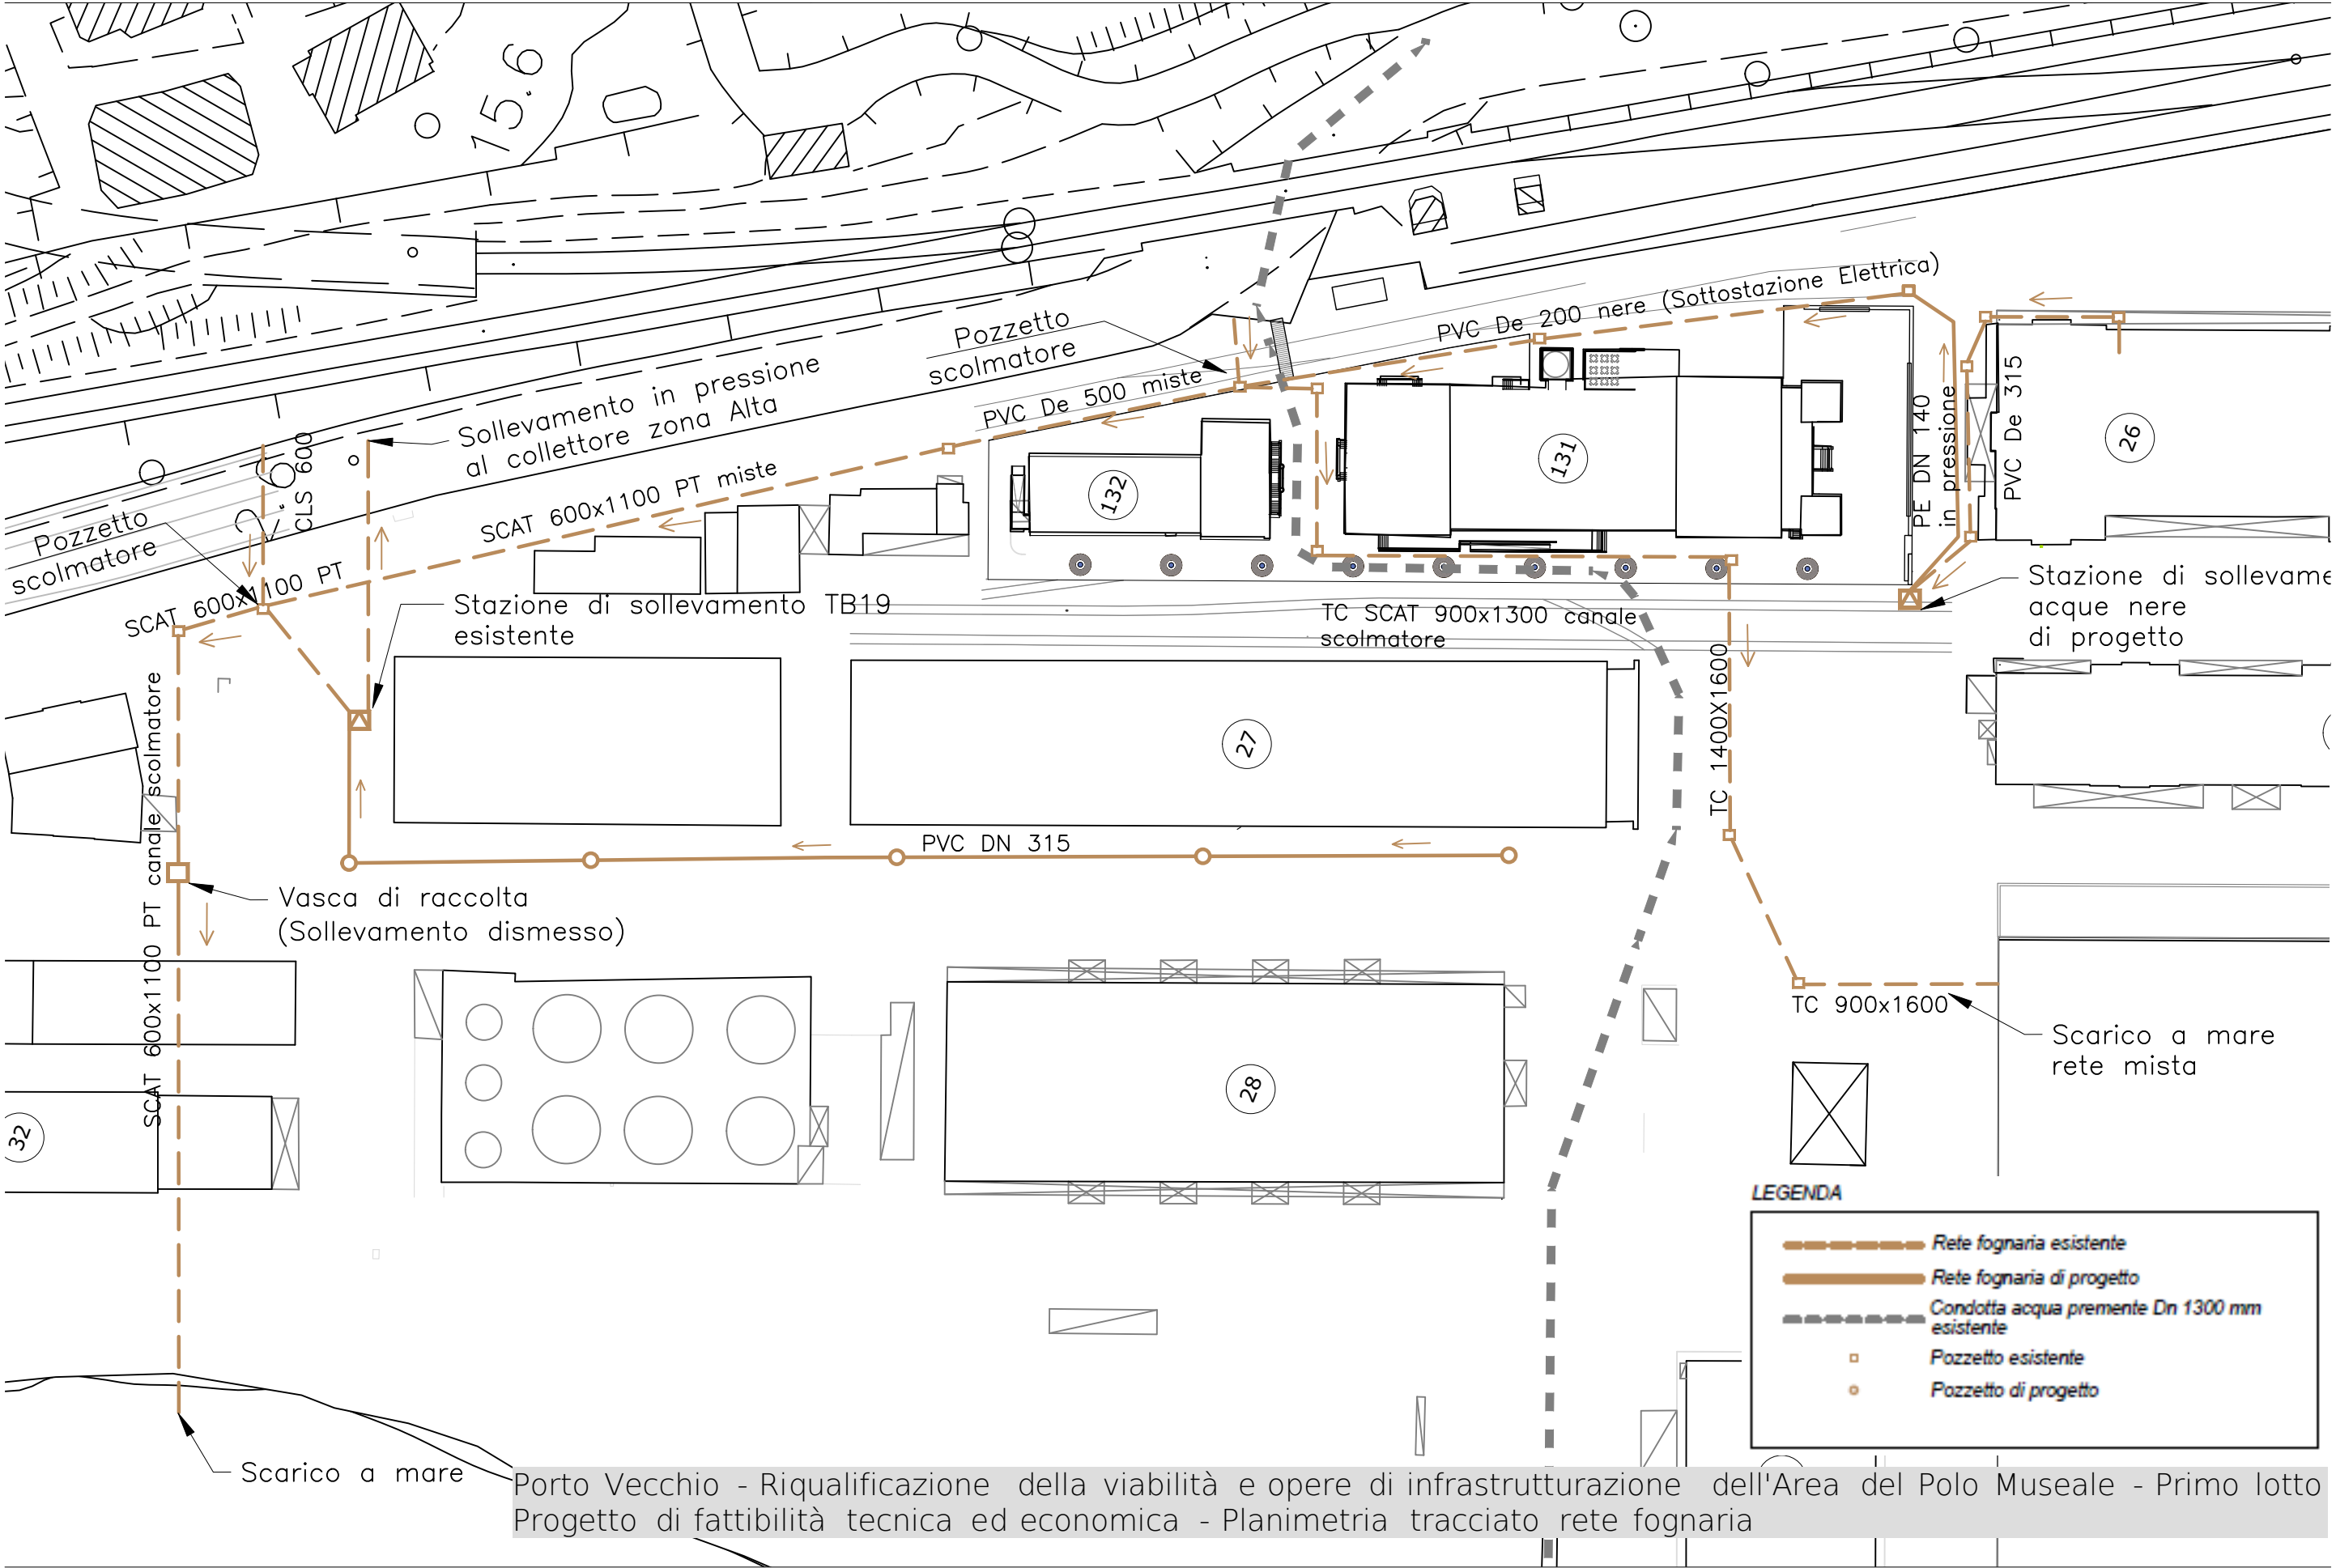 15.6
Pozzetto
scolmatore
PVC De 200 nere (Sottostazione Elettrica)
PVC De 500 miste
Sollevamento in pressione
al collettore zona Alta
SCAT 600x1100 PT miste
CLS 600
Pozzetto
scolmatore
SCAT 600x1100 PT
Stazione di sollevamento TB19
esistente
132
131
26
PE DN 140
in pressione
PVC De 315
Stazione di sollevame
acque nere
di progetto
TC SCAT 900x1300 canale
scolmatore
TC 1400X1600
27
PVC DN 315
SCAT 600x1100 PT canale scolmatore
Vasca di raccolta
(Sollevamento dismesso)
TC 900x1600
Scarico a mare
rete mista
28
32
LEGENDA
Rete fognaria esistente
Rete fognaria di progetto
Condotta acqua premente Dn 1300 mm
esistente
Pozzetto esistente
Pozzetto di progetto
Scarico a mare
Porto Vecchio - Riqualificazione della viabilità e opere di infrastrutturazione dell'Area del Polo Museale - Primo lotto
Progetto di fattibilità tecnica ed economica - Planimetria tracciato rete fognaria